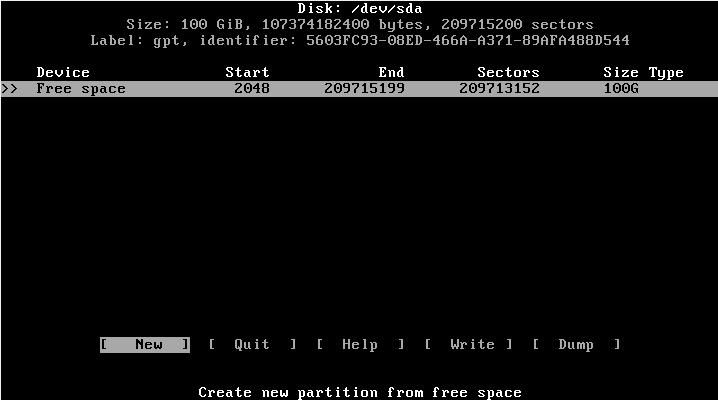 Disk: /dev/sda
Size: 100 GiB, 107374182400 bytes, 209715200 sectors
Label: gpt, identifier: 5603FC93-08ED-466A-A371-89AFA488D544
Device Start End Sectors Size Type
>> Free space 2048 209715199 209713152 100G
[ New ] [ Quit ] [ Help ] [ Write ] [ Dump ]
Create new partition from free space